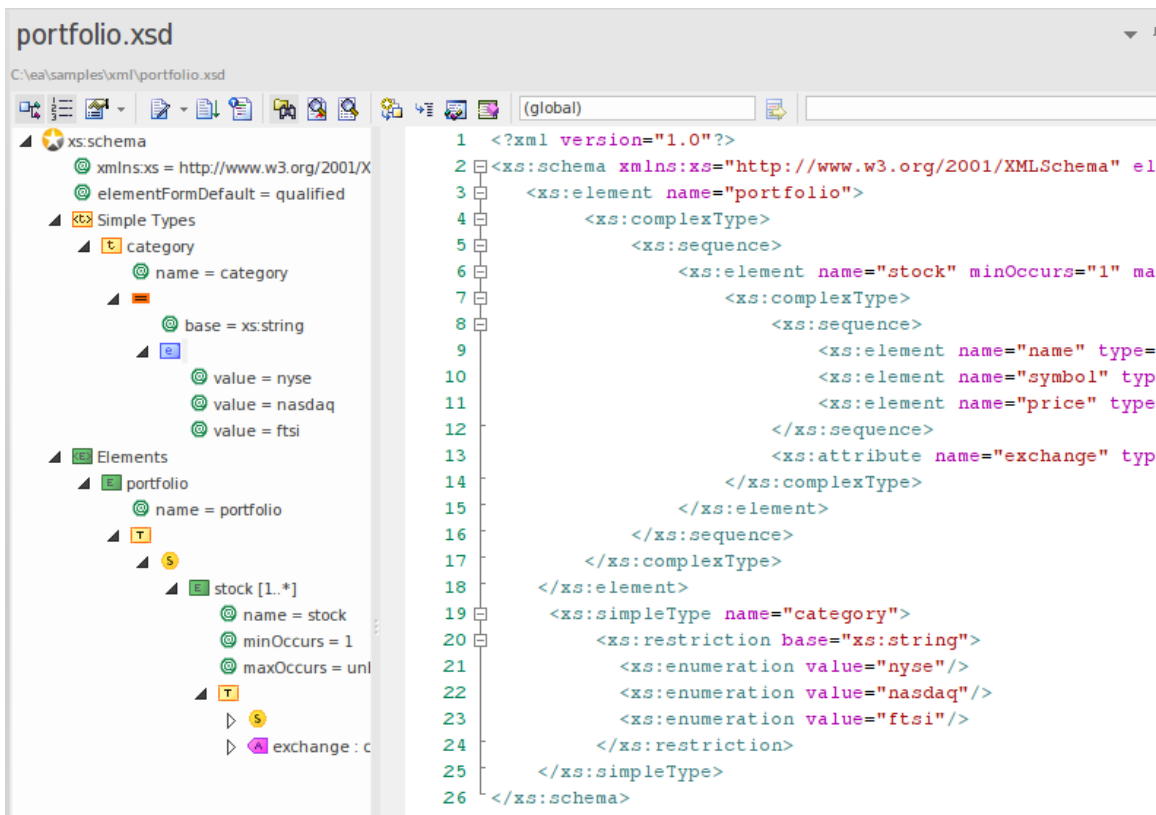 portfolio.xsd
C:\ea\samples\xml\portfolio.xsd
(global)
xs:schema
xmlns:xs = http://www.w3.org/2001/X
elementFormDefault = qualified
<t> Simple Types
t category
name = category
base = xs:string
e
value = nyse
value = nasdaq
value = ftsi
<E> Elements
E portfolio
name = portfolio
T
S
E stock [1..*]
name = stock
minOccurs = 1
maxOccurs = unl
T
S
A exchange : c
1 <?xml version="1.0"?>
2 <xs:schema xmlns:xs="http://www.w3.org/2001/XMLSchema" el
3 <xs:element name="portfolio">
4 <xs:complexType>
5 <xs:sequence>
6 <xs:element name="stock" minOccurs="1" ma
7 <xs:complexType>
8 <xs:sequence>
9 <xs:element name="name" type=
10 <xs:element name="symbol" typ
11 <xs:element name="price" type
12 </xs:sequence>
13 <xs:attribute name="exchange" typ
14 </xs:complexType>
15 </xs:element>
16 </xs:sequence>
17 </xs:complexType>
18 </xs:element>
19 <xs:simpleType name="category">
20 <xs:restriction base="xs:string">
21 <xs:enumeration value="nyse"/>
22 <xs:enumeration value="nasdaq"/>
23 <xs:enumeration value="ftsi"/>
24 </xs:restriction>
25 </xs:simpleType>
26 </xs:schema>